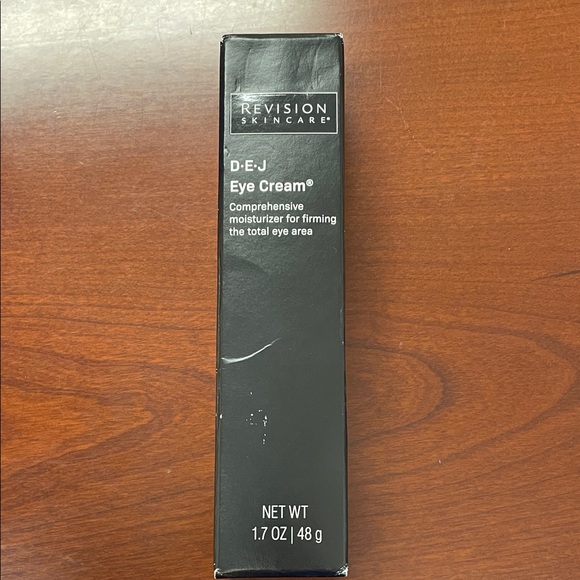 REVISION
SKINCARE®
D·E·J
Eye Cream®
Comprehensive
moisturizer for firming
the total eye area
NET WT
1.7 OZ | 48 g